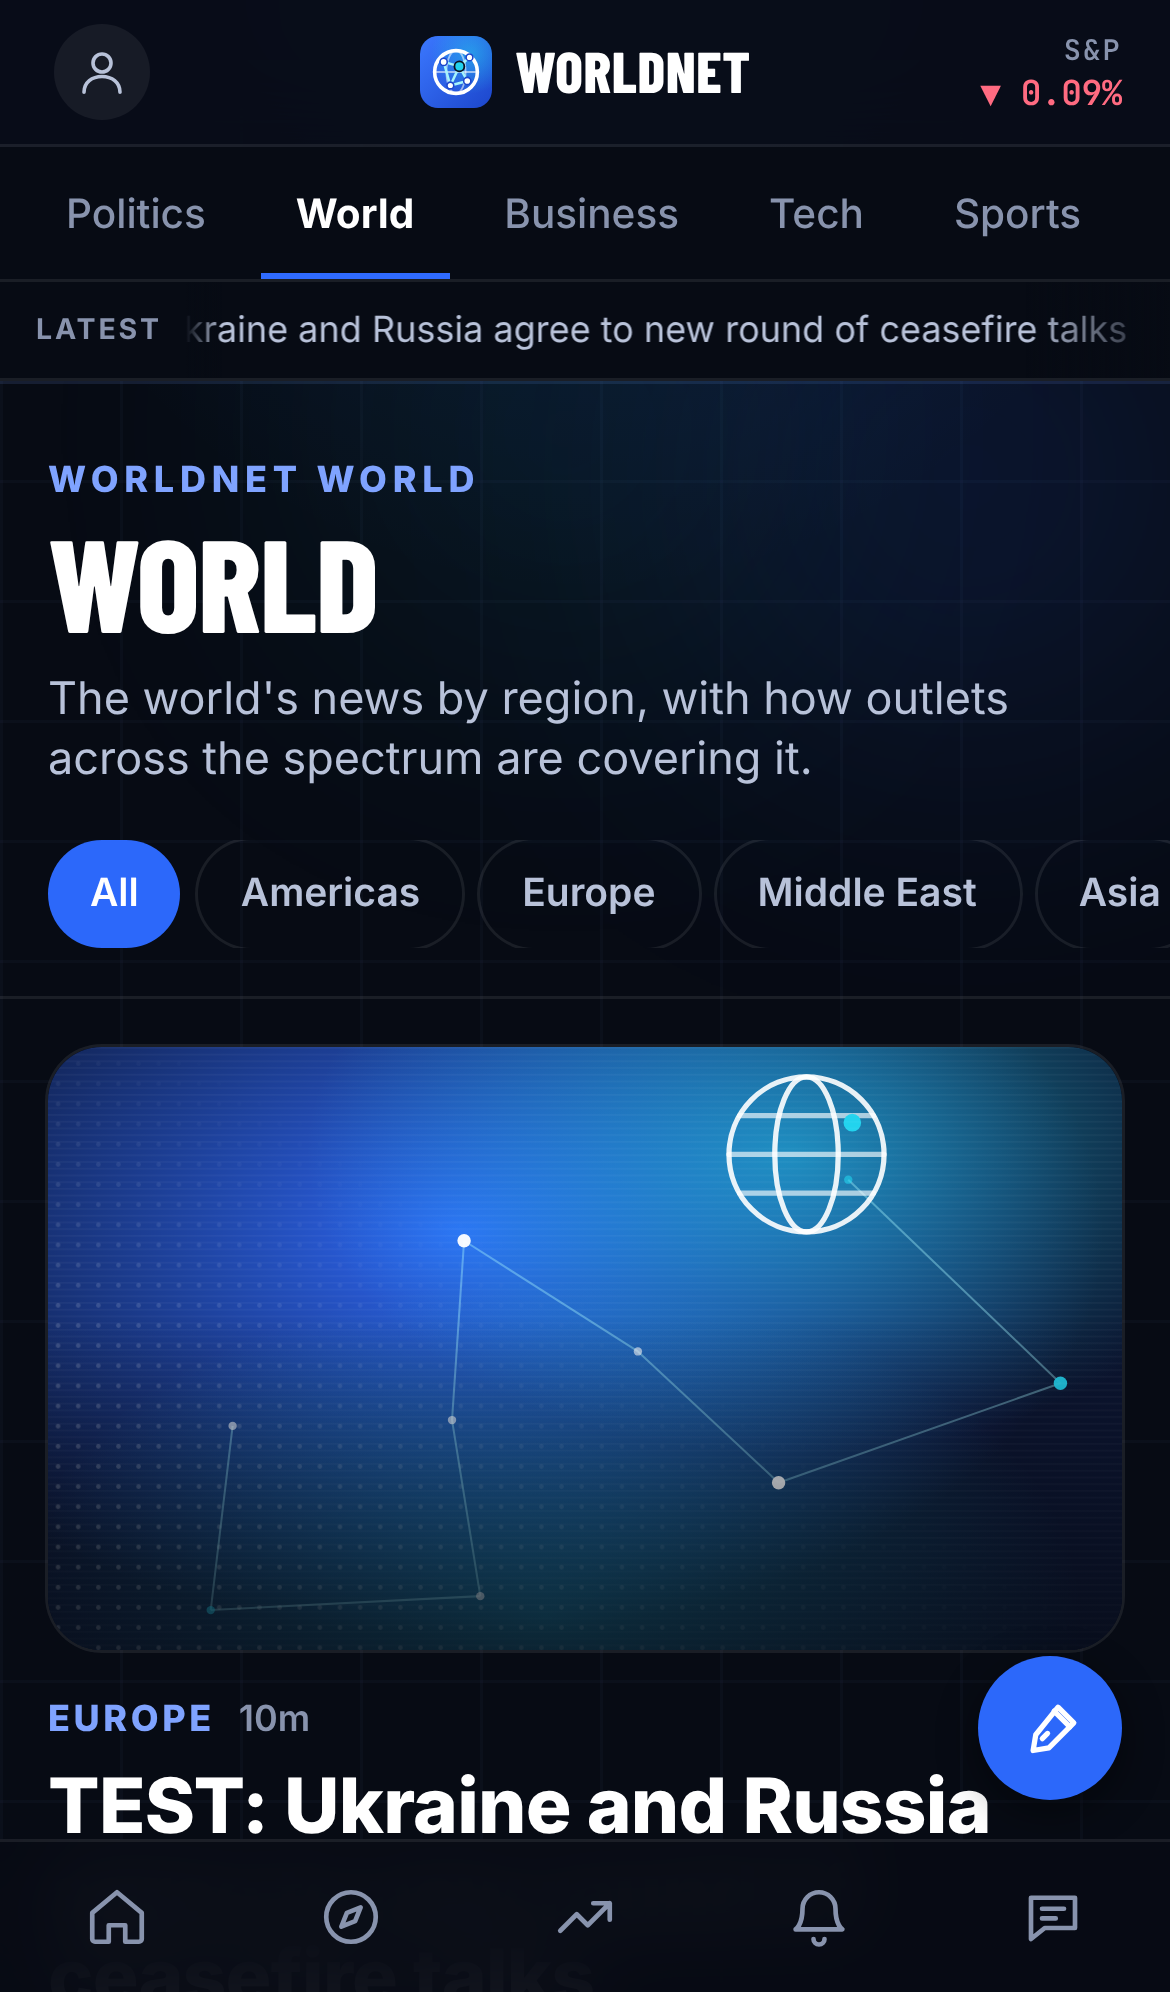 WORLDNET
S&P
▼ 0.09%
Politics World Business Tech Sports
LATEST kraine and Russia agree to new round of ceasefire talks
WORLDNET WORLD
WORLD
The world's news by region, with how outlets
across the spectrum are covering it.
All Americas Europe Middle East Asia
EUROPE 10m
TEST: Ukraine and Russia
ceasefire talks